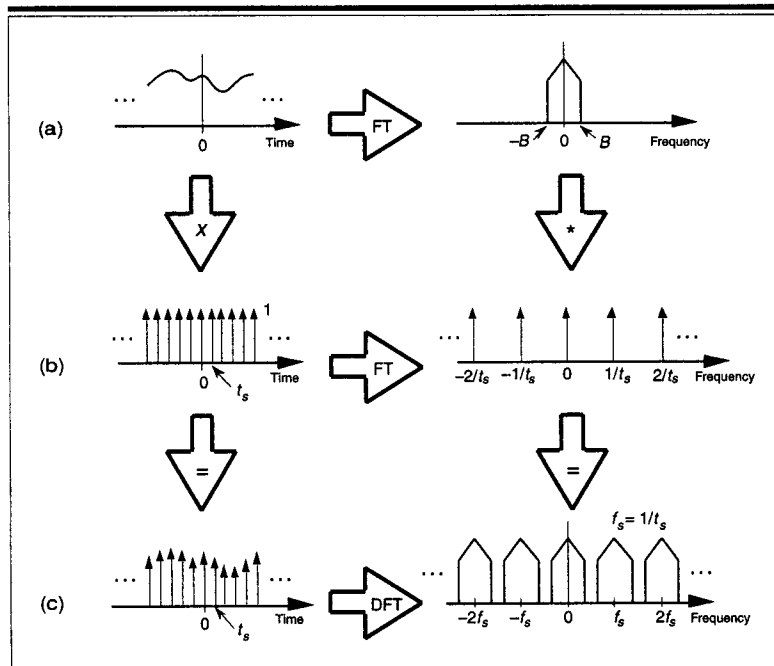 (a)
... ...
0
Time
FT
-B 0 B Frequency
X
*
(b)
... ...
1
0
t_s
Time
FT
... ...
-2/t_s -1/t_s 0 1/t_s 2/t_s Frequency
=
=
(c)
... ...
0
t_s
Time
DFT
f_s = 1/t_s
... ...
-2f_s -f_s 0 f_s 2f_s Frequency